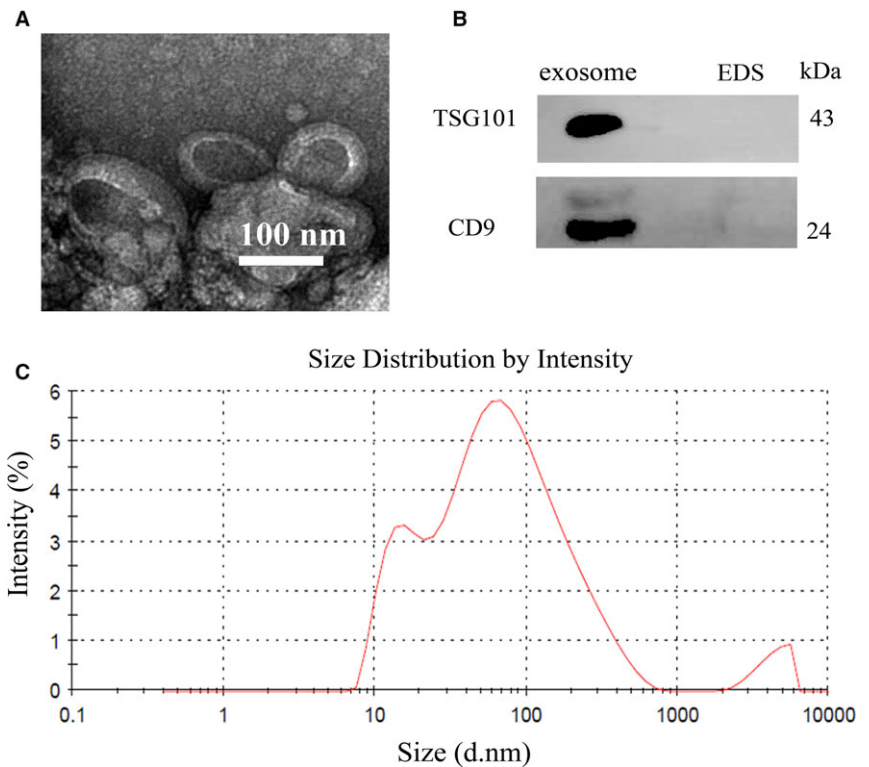 A
100 nm
B
exosome EDS kDa
TSG101 43
CD9 24
C
Size Distribution by Intensity
Intensity (%)
6
5
4
3
2
1
0
0.1 1 10 100 1000 10000
Size (d.nm)